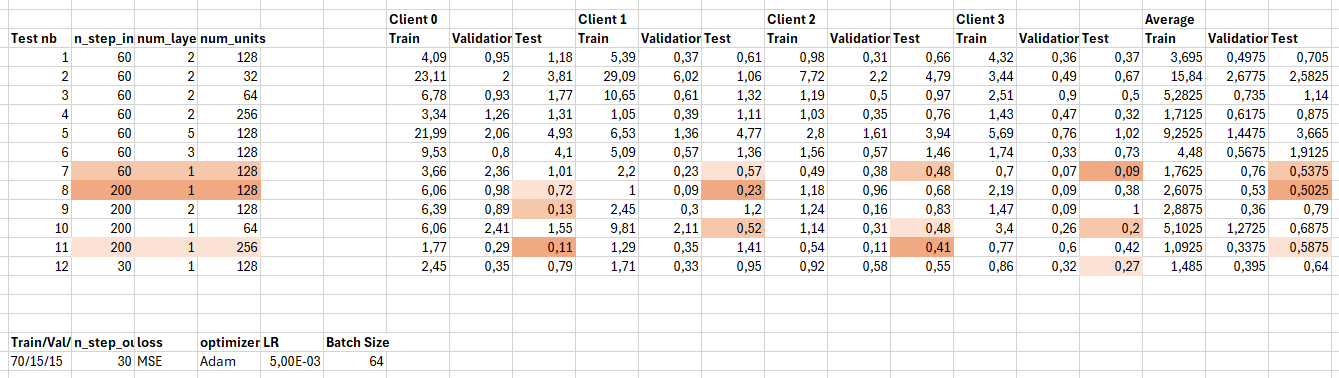 Client 0 Client 1 Client 2 Client 3 Average
Test nb n_step_in num_laye num_units Train Validation Test Train Validation Test Train Validation Test Train Validation Test Train Validation Test
1 60 2 128 4,09 0,95 1,18 5,39 0,37 0,61 0,98 0,31 0,66 4,32 0,36 0,37 3,695 0,4975 0,705
2 60 2 32 23,11 2 3,81 29,09 6,02 1,06 7,72 2,2 4,79 3,44 0,49 0,67 15,84 2,6775 2,5825
3 60 2 64 6,78 0,93 1,77 10,65 0,61 1,32 1,19 0,5 0,97 2,51 0,9 0,5 5,2825 0,735 1,14
4 60 2 256 3,34 1,26 1,31 1,05 0,39 1,11 1,03 0,35 0,76 1,43 0,47 0,32 1,7125 0,6175 0,875
5 60 5 128 21,99 2,06 4,93 6,53 1,36 4,77 2,8 1,61 3,94 5,69 0,76 1,02 9,2525 1,4475 3,665
6 60 3 128 9,53 0,8 4,1 5,09 0,57 1,36 1,56 0,57 1,46 1,74 0,33 0,73 4,48 0,5675 1,9125
7 60 1 128 3,66 2,36 1,01 2,2 0,23 0,57 0,49 0,38 0,48 0,7 0,07 0,09 1,7625 0,76 0,5375
8 200 1 128 6,06 0,98 0,72 1 0,09 0,23 1,18 0,96 0,68 2,19 0,09 0,38 2,6075 0,53 0,5025
9 200 2 128 6,39 0,89 0,13 2,45 0,3 1,2 1,24 0,16 0,83 1,47 0,09 1 2,8875 0,36 0,79
10 200 1 64 6,06 2,41 1,55 9,81 2,11 0,52 1,14 0,31 0,48 3,4 0,26 0,2 5,1025 1,2725 0,6875
11 200 1 256 1,77 0,29 0,11 1,29 0,35 1,41 0,54 0,11 0,41 0,77 0,6 0,42 1,0925 0,3375 0,5875
12 30 1 128 2,45 0,35 0,79 1,71 0,33 0,95 0,92 0,58 0,55 0,86 0,32 0,27 1,485 0,395 0,64
Train/Val/ n_step_ou loss optimizer LR Batch Size
70/15/15 30 MSE Adam 5,00E-03 64